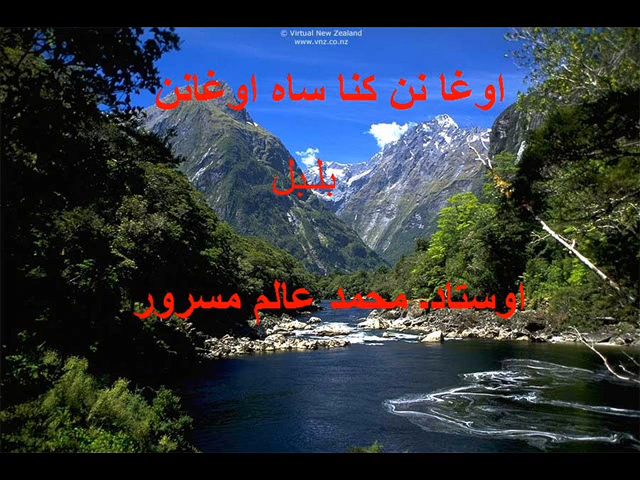 © Virtual New Zealand
www.vnz.co.nz
اوغا نن کنا ساه اوغانن
بلبل
اوستاد. محمد عالم مسرور